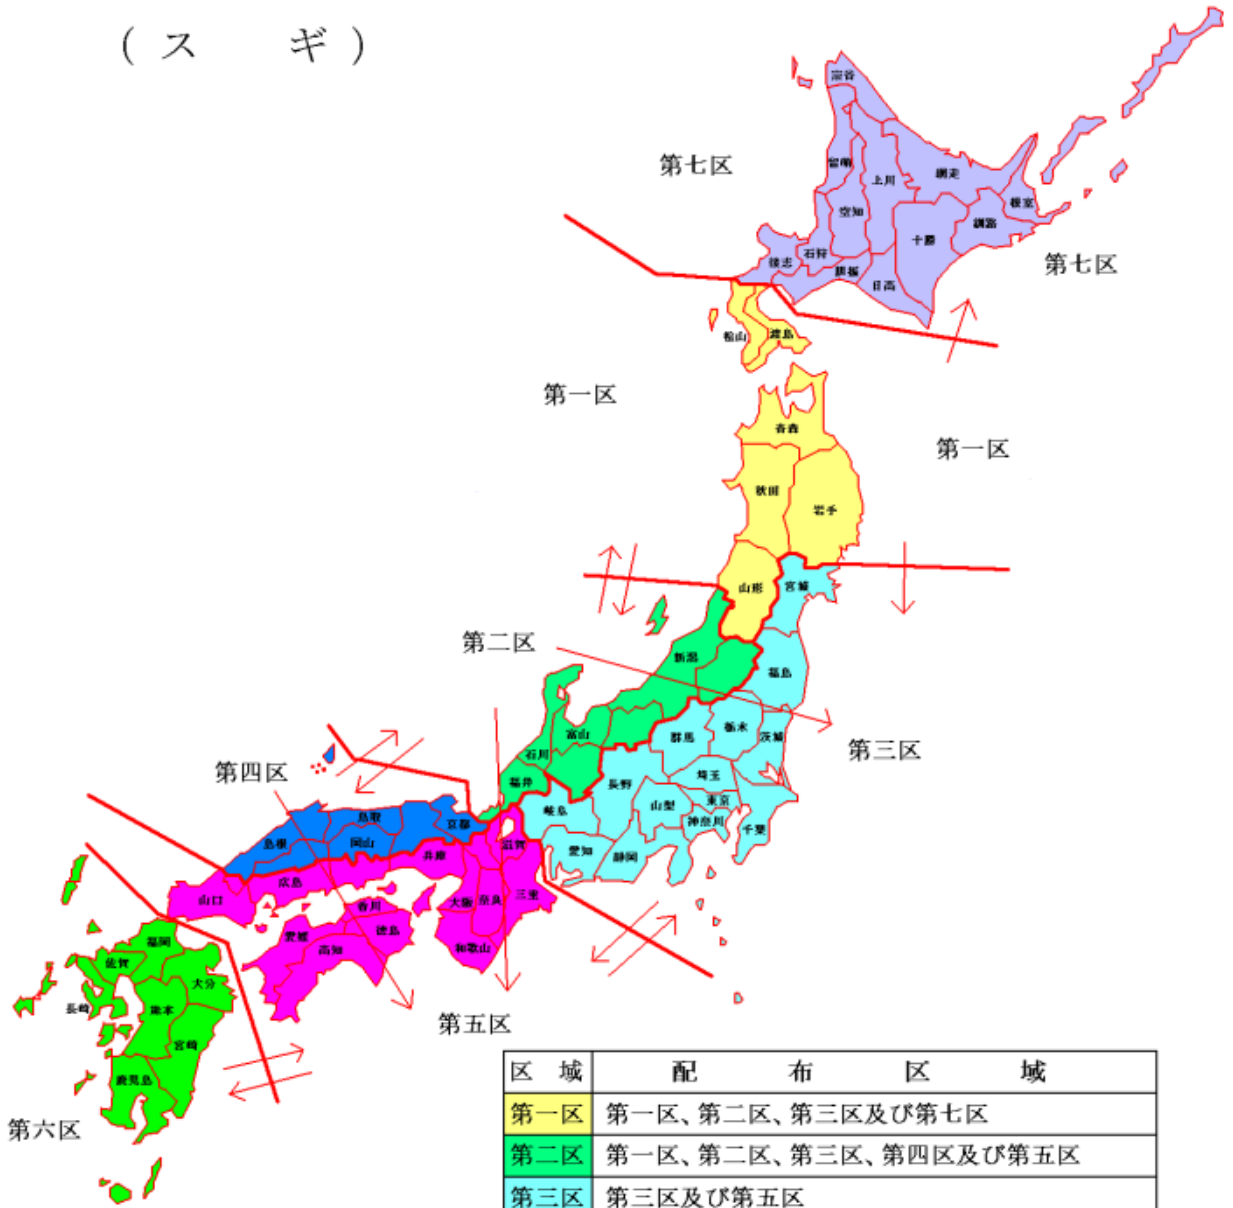 (ス　ギ)
宗谷
第七区
留萌
上川
網走
根室
空知
釧路
十勝
石狩
後志
胆振
日高
第七区
桧山
渡島
第一区
青森
第一区
秋田
岩手
山形
宮城
第二区
新潟
福島
富山
群馬
栃木
茨城
第三区
石川
第四区
福井
長野
埼玉
岐阜
山梨
東京
鳥取
京都
神奈川
千葉
島根
岡山
兵庫
滋賀
愛知
静岡
広島
山口
香川
大阪
奈良
三重
愛媛
徳島
高知
和歌山
福岡
佐賀
大分
長崎
熊本
第五区
宮崎
鹿児島
第六区
区域　配布区域
第一区　第一区、第二区、第三区及び第七区
第二区　第一区、第二区、第三区、第四区及び第五区
第三区　第三区及び第五区